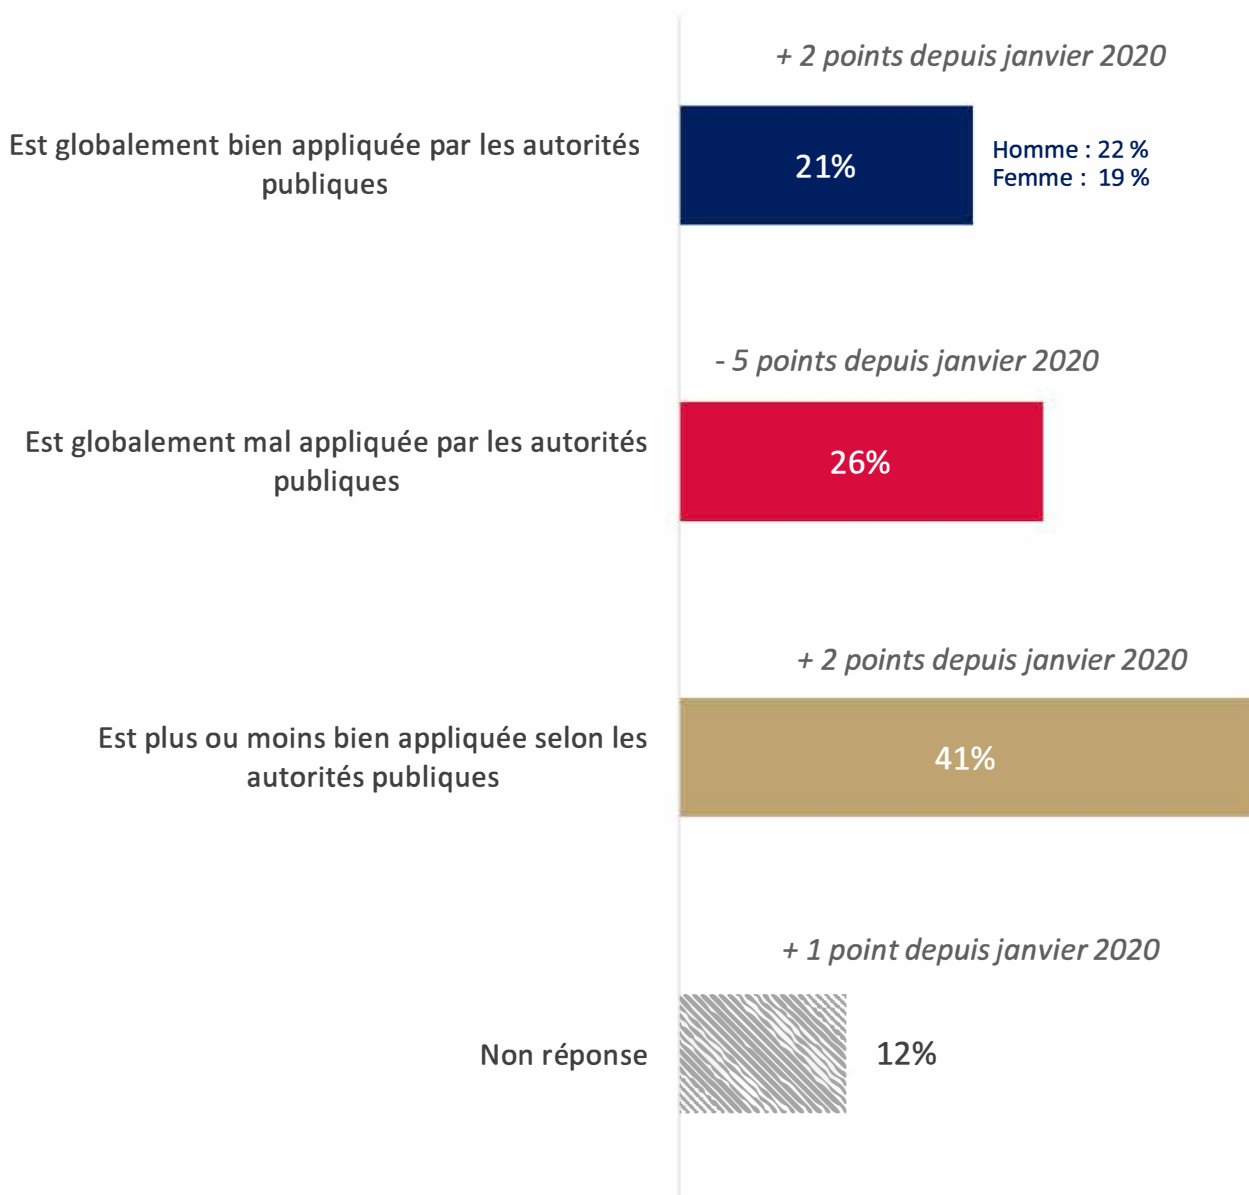 + 2 points depuis janvier 2020
Est globalement bien appliquée par les autorités
publiques
21%
Homme : 22 %
Femme : 19 %
- 5 points depuis janvier 2020
Est globalement mal appliquée par les autorités
publiques
26%
+ 2 points depuis janvier 2020
Est plus ou moins bien appliquée selon les
autorités publiques
41%
+ 1 point depuis janvier 2020
Non réponse
12%